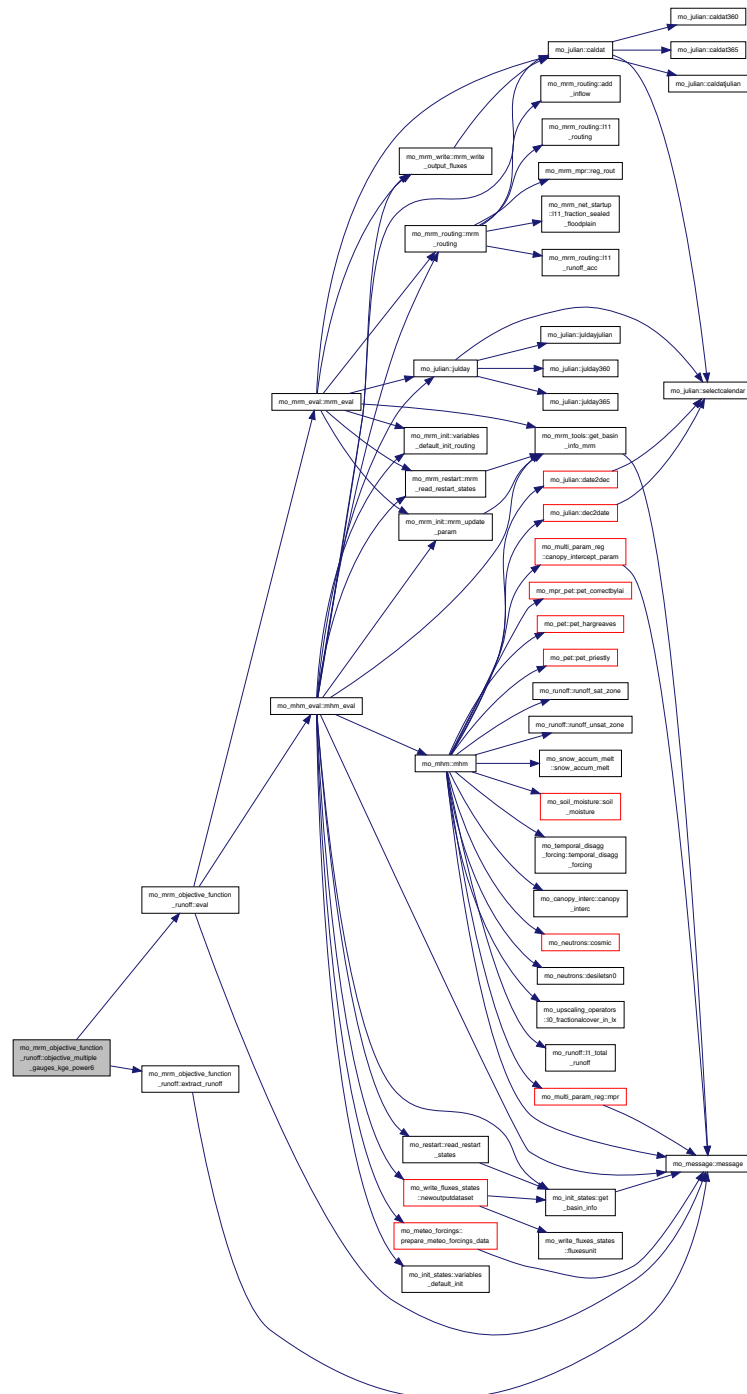 mo_julian::caldat360
mo_julian::caldat
mo_julian::caldat365
mo_julian::caldatjulian
mo_mrm_routing::add
_inflow
mo_mrm_routing::l11
_routing
mo_mrm_write::mrm_write
_output_fluxes
mo_mrm_mpr::reg_rout
mo_mrm_net_startup
::l11_fraction_sealed
_floodplain
mo_mrm_routing::mrm
_routing
mo_mrm_routing::l11
_runoff_acc
mo_julian::juldayjulian
mo_julian::julday
mo_julian::julday360
mo_julian::selectcalendar
mo_julian::julday365
mo_mrm_eval::mrm_eval
mo_mrm_init::variables
_default_init_routing
mo_mrm_tools::get_basin
_info_mrm
mo_mrm_restart::mrm
_read_restart_states
mo_julian::date2dec
mo_julian::dec2date
mo_mrm_init::mrm_update
_param
mo_multi_param_reg
::canopy_intercept_param
mo_mpr_pet::pet_correctbylai
mo_pet::pet_hargreaves
mo_pet::pet_priestly
mo_runoff::runoff_sat_zone
mo_mhm_eval::mhm_eval
mo_runoff::runoff_unsat_zone
mo_mhm::mhm
mo_snow_accum_melt
::snow_accum_melt
mo_soil_moisture::soil
_moisture
mo_temporal_disagg
_forcing::temporal_disagg
_forcing
mo_mrm_objective_function
_runoff::eval
mo_canopy_interc::canopy
_interc
mo_neutrons::cosmic
mo_neutrons::desiletsn0
mo_upscaling_operators
::l0_fractionalcover_in_lx
mo_mrm_objective_function
_runoff::objective_multiple
_gauges_kge_power6
mo_runoff::l1_total
_runoff
mo_mrm_objective_function
_runoff::extract_runoff
mo_multi_param_reg::mpr
mo_restart::read_restart
_states
mo_message::message
mo_write_fluxes_states
::newoutputdataset
mo_init_states::get
_basin_info
mo_meteo_forcings::
prepare_meteo_forcings_data
mo_write_fluxes_states
::fluxesunit
mo_init_states::variables
_default_init